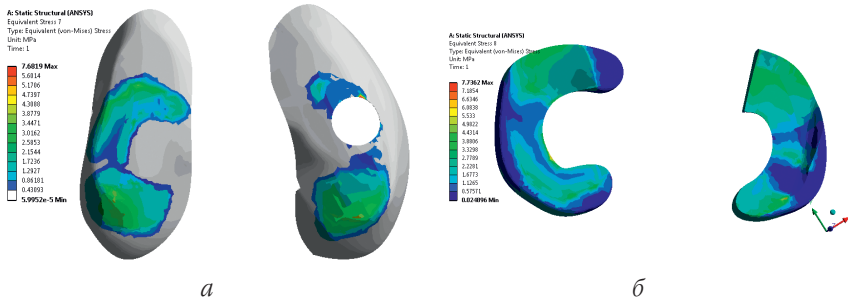 A: Static Structural (ANSYS)
Equivalent Stress 7
Type: Equivalent (von-Mises) Stress
Unit: MPa
Time: 1
7.6819 Max
5.6014
5.1706
4.7397
4.3088
3.8779
3.4471
3.0162
2.5853
2.1544
1.7236
1.2927
0.86181
0.43093
5.9952e-5 Min
A: Static Structural (ANSYS)
Equivalent Stress 8
Type: Equivalent (von-Mises) Stress
Unit: MPa
Time: 1
7.7362 Max
7.1854
6.6346
6.0838
5.533
4.9822
4.4314
3.8806
3.3298
2.7789
2.2281
1.6773
1.1265
0.57571
0.024896 Min
а
б